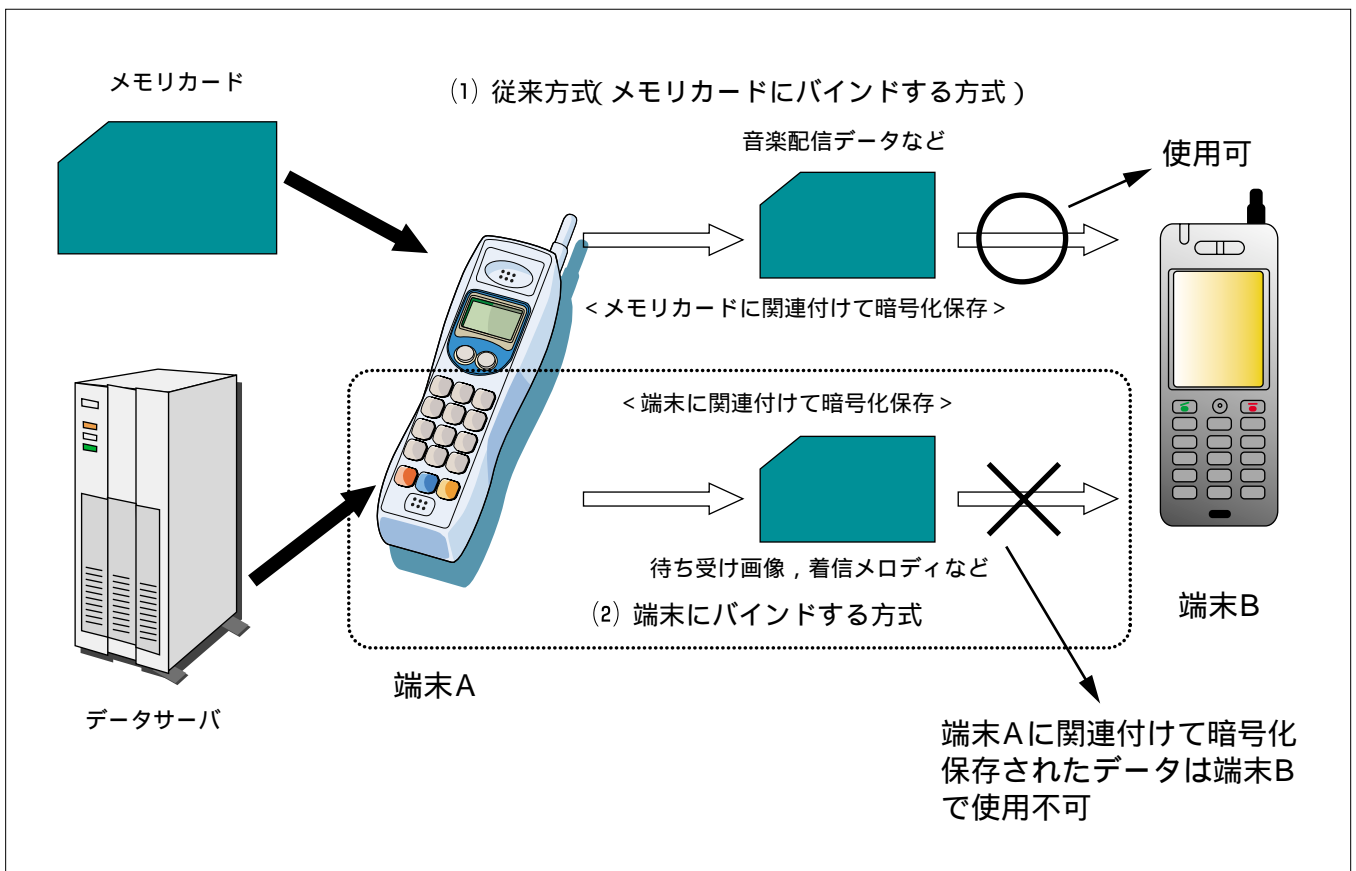 メモリカード
⑴ 従来方式(メモリカードにバインドする方式)
音楽配信データなど
使用可
<メモリカードに関連付けて暗号化保存>
<端末に関連付けて暗号化保存>
待ち受け画像,着信メロディなど
⑵ 端末にバインドする方式
端末B
端末A
データサーバ
端末Aに関連付けて暗号化
保存されたデータは端末B
で使用不可